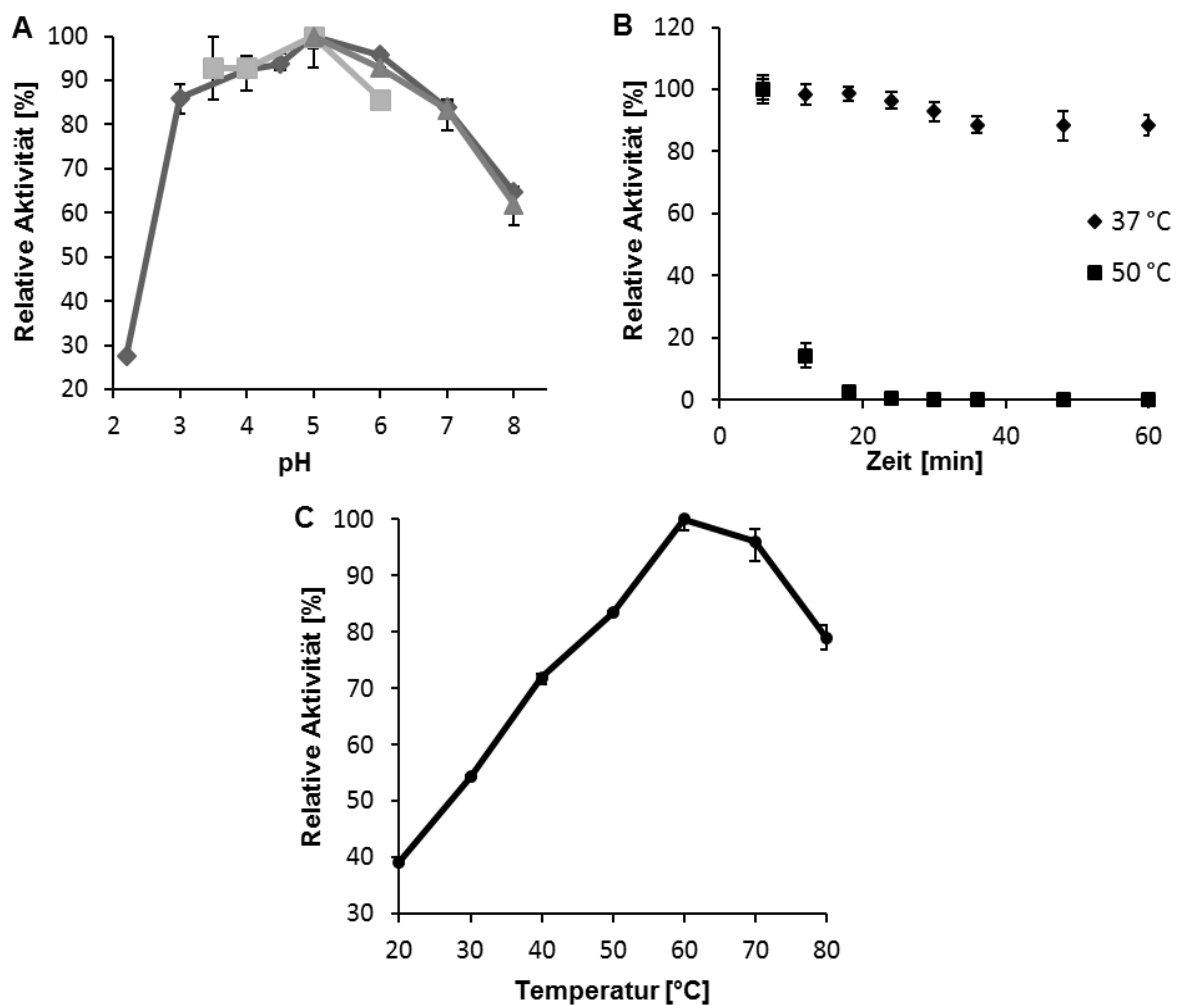 A
Relative Aktivität [%]
100
90
80
70
60
50
40
30
20
2 3 4 5 6 7 8
pH
B
Relative Aktivität [%]
120
100
80
60
40
20
0
0 20 40 60
Zeit [min]
37 °C
50 °C
C
Relative Aktivität [%]
100
90
80
70
60
50
40
30
20 30 40 50 60 70 80
Temperatur [°C]